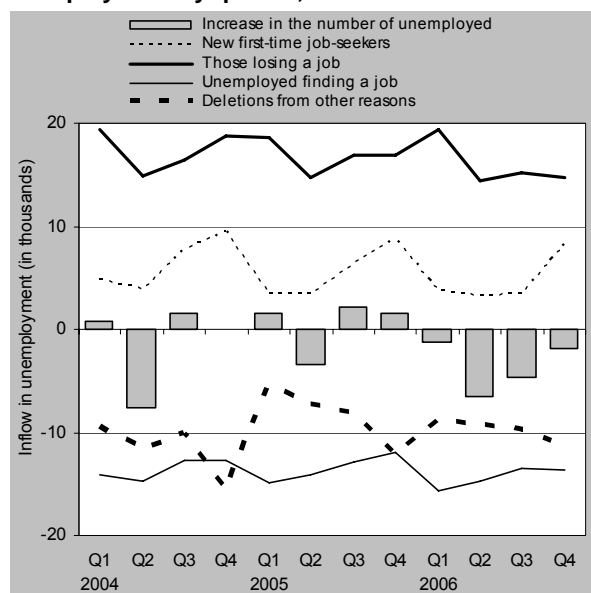 Increase in the number of unemployed
New first-time job-seekers
Those losing a job
Unemployed finding a job
Deletions from other reasons
Inflow in unemployment (in thousands)
20
10
0
-10
-20
Q1 Q2 Q3 Q4 Q1 Q2 Q3 Q4 Q1 Q2 Q3 Q4
2004 2005 2006